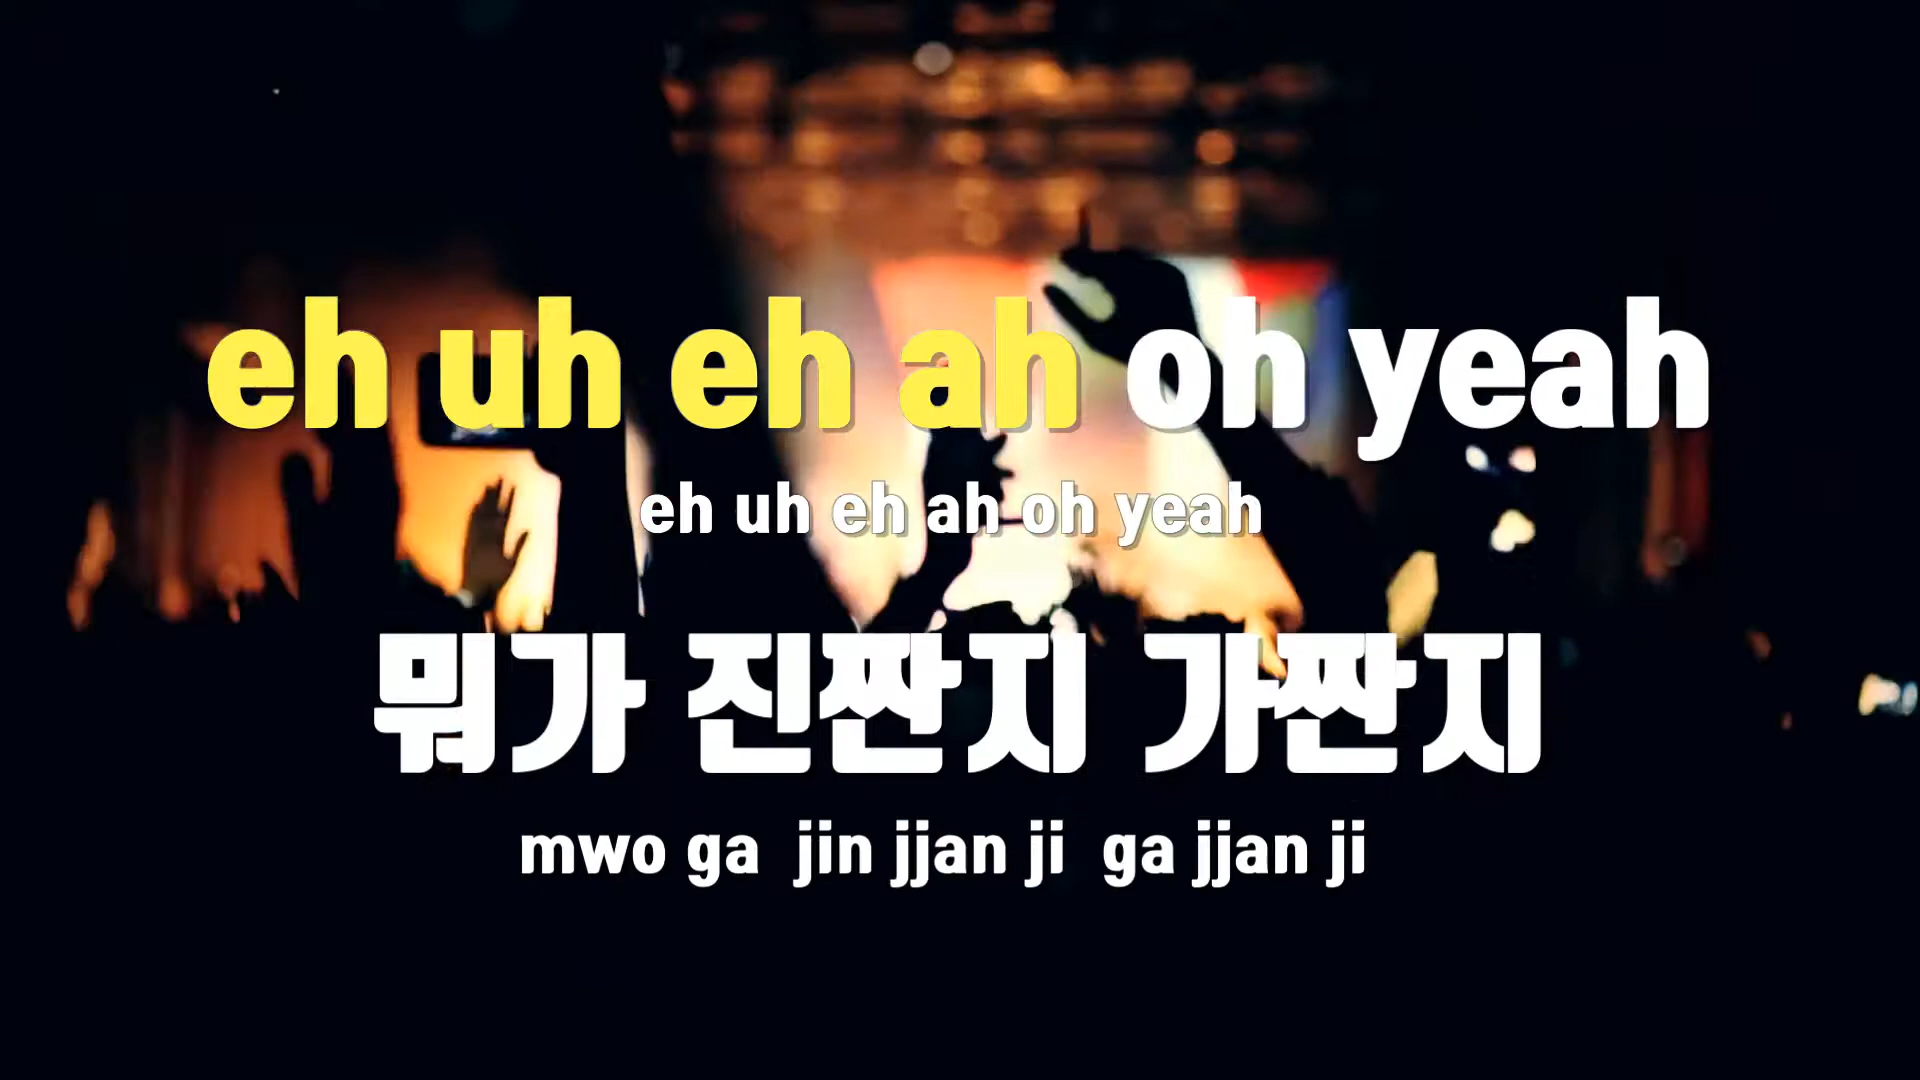 eh uh eh ah oh yeah
eh uh eh ah oh yeah
뭐가 진짠지 가짠지
mwo ga  jin jjan ji  ga jjan ji